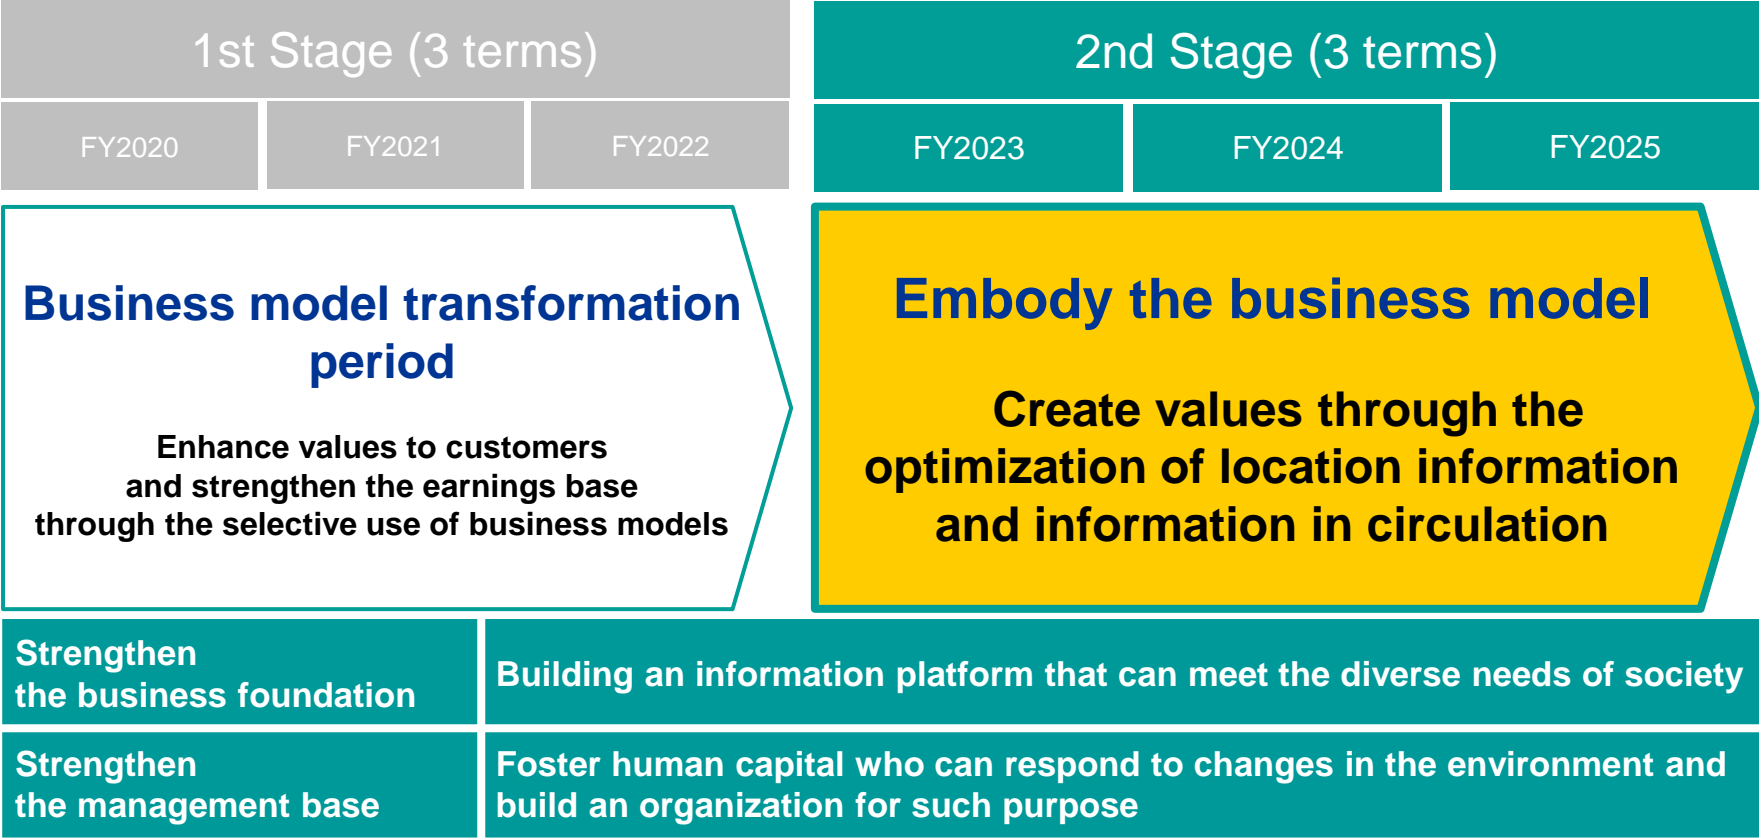 1st Stage (3 terms)
2nd Stage (3 terms)
FY2020
FY2021
FY2022
FY2023
FY2024
FY2025
Business model transformation
period
Enhance values to customers
and strengthen the earnings base
through the selective use of business models
Embody the business model
Create values through the
optimization of location information
and information in circulation
Strengthen
the business foundation
Building an information platform that can meet the diverse needs of society
Strengthen
the management base
Foster human capital who can respond to changes in the environment and
build an organization for such purpose